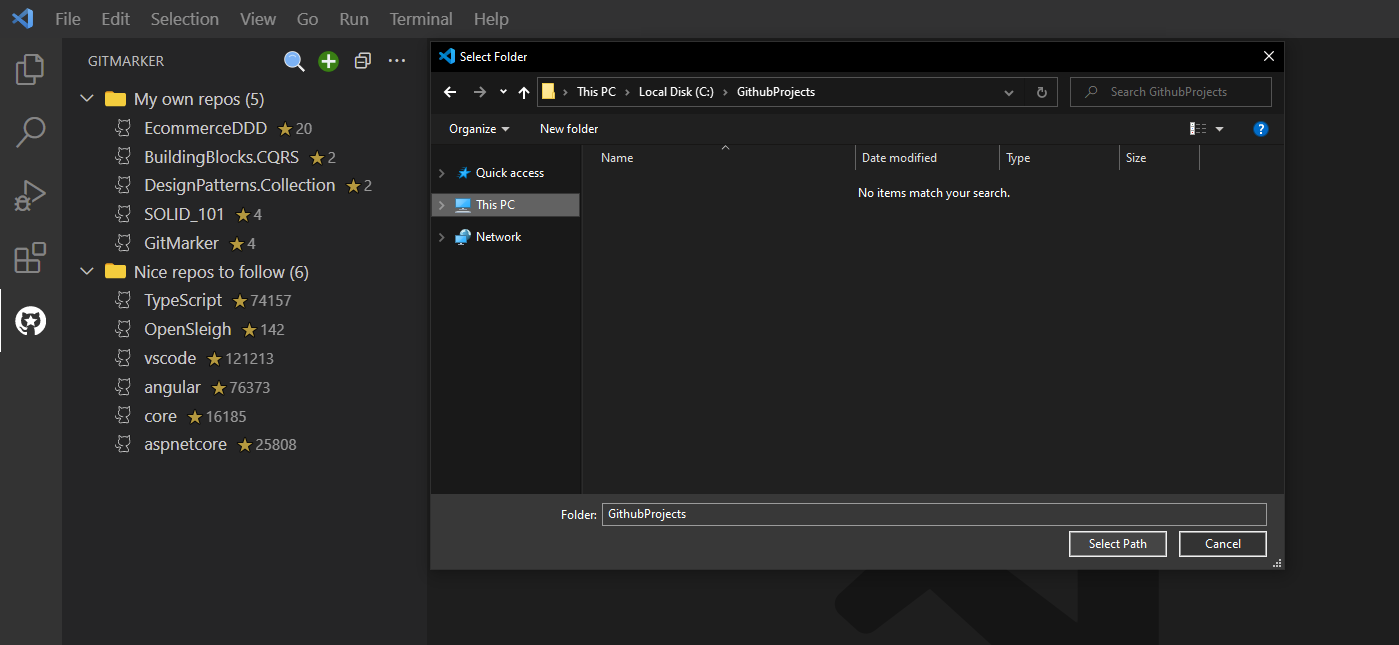 File Edit Selection View Go Run Terminal Help
GITMARKER
My own repos (5)
EcommerceDDD 20
BuildingBlocks.CQRS 2
DesignPatterns.Collection 2
SOLID_101 4
GitMarker 4
Nice repos to follow (6)
TypeScript 74157
OpenSleigh 142
vscode 121213
angular 76373
core 16185
aspnetcore 25808
Select Folder
This PC Local Disk (C:) GithubProjects
Search GithubProjects
Organize New folder
Quick access
This PC
Network
Name Date modified Type Size
No items match your search.
Folder: GithubProjects
Select Path Cancel